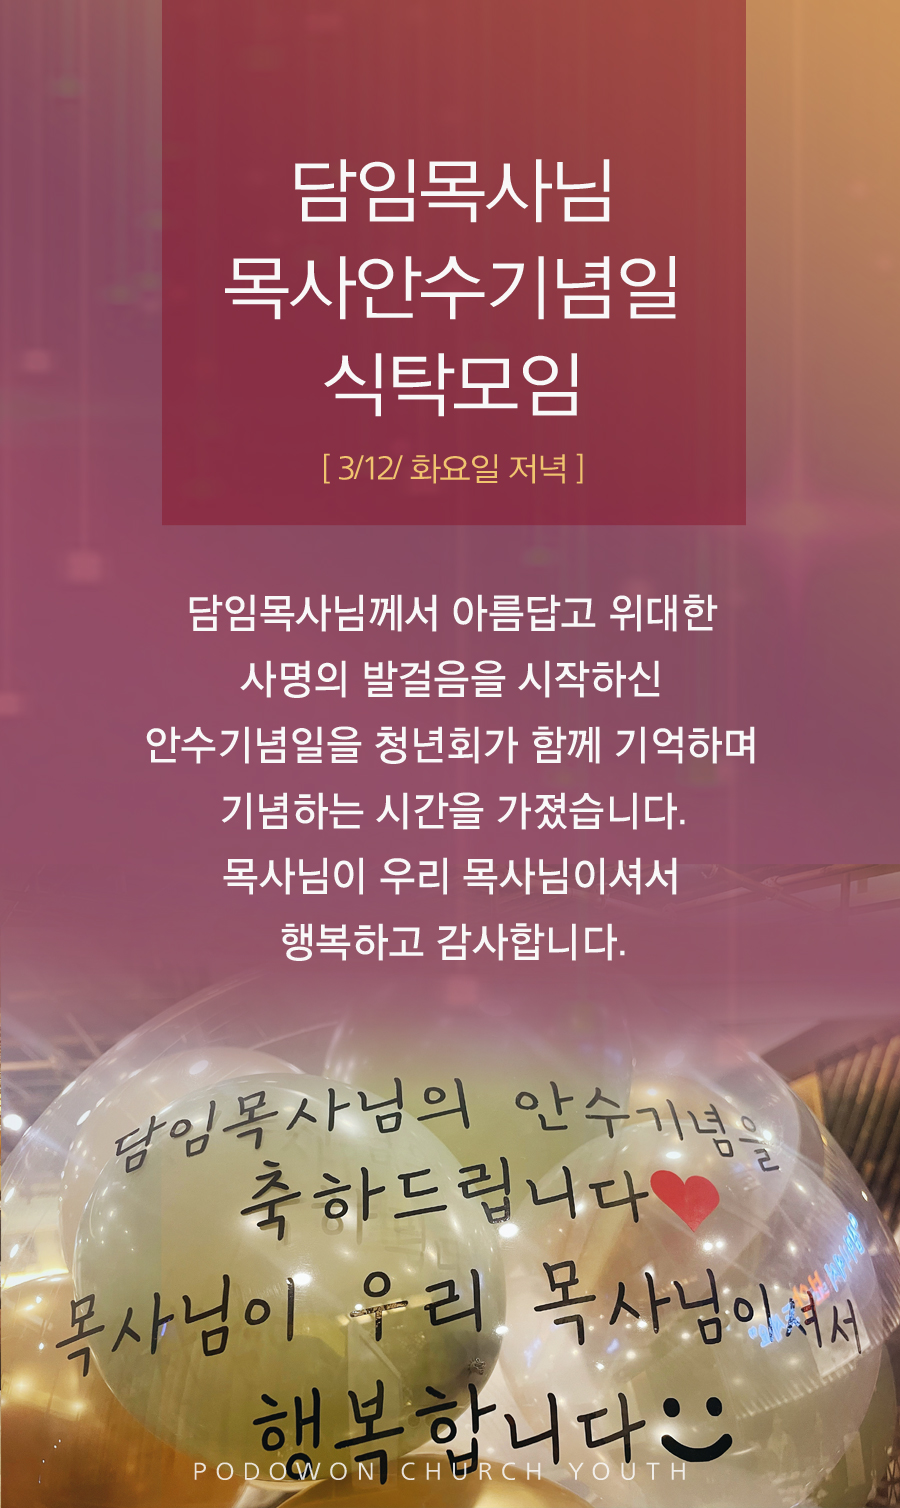 담임목사님
목사안수기념일
식탁모임
[ 3/12/ 화요일 저녁 ]
담임목사님께서 아름답고 위대한
사명의 발걸음을 시작하신
안수기념일을 청년회가 함께 기억하며
기념하는 시간을 가졌습니다.
목사님이 우리 목사님이셔서
행복하고 감사합니다.
담임목사님의 안수기념을
축하드립니다
목사님이 우리 목사님이셔서
행복합니다
PODOWON CHURCH YOUTH